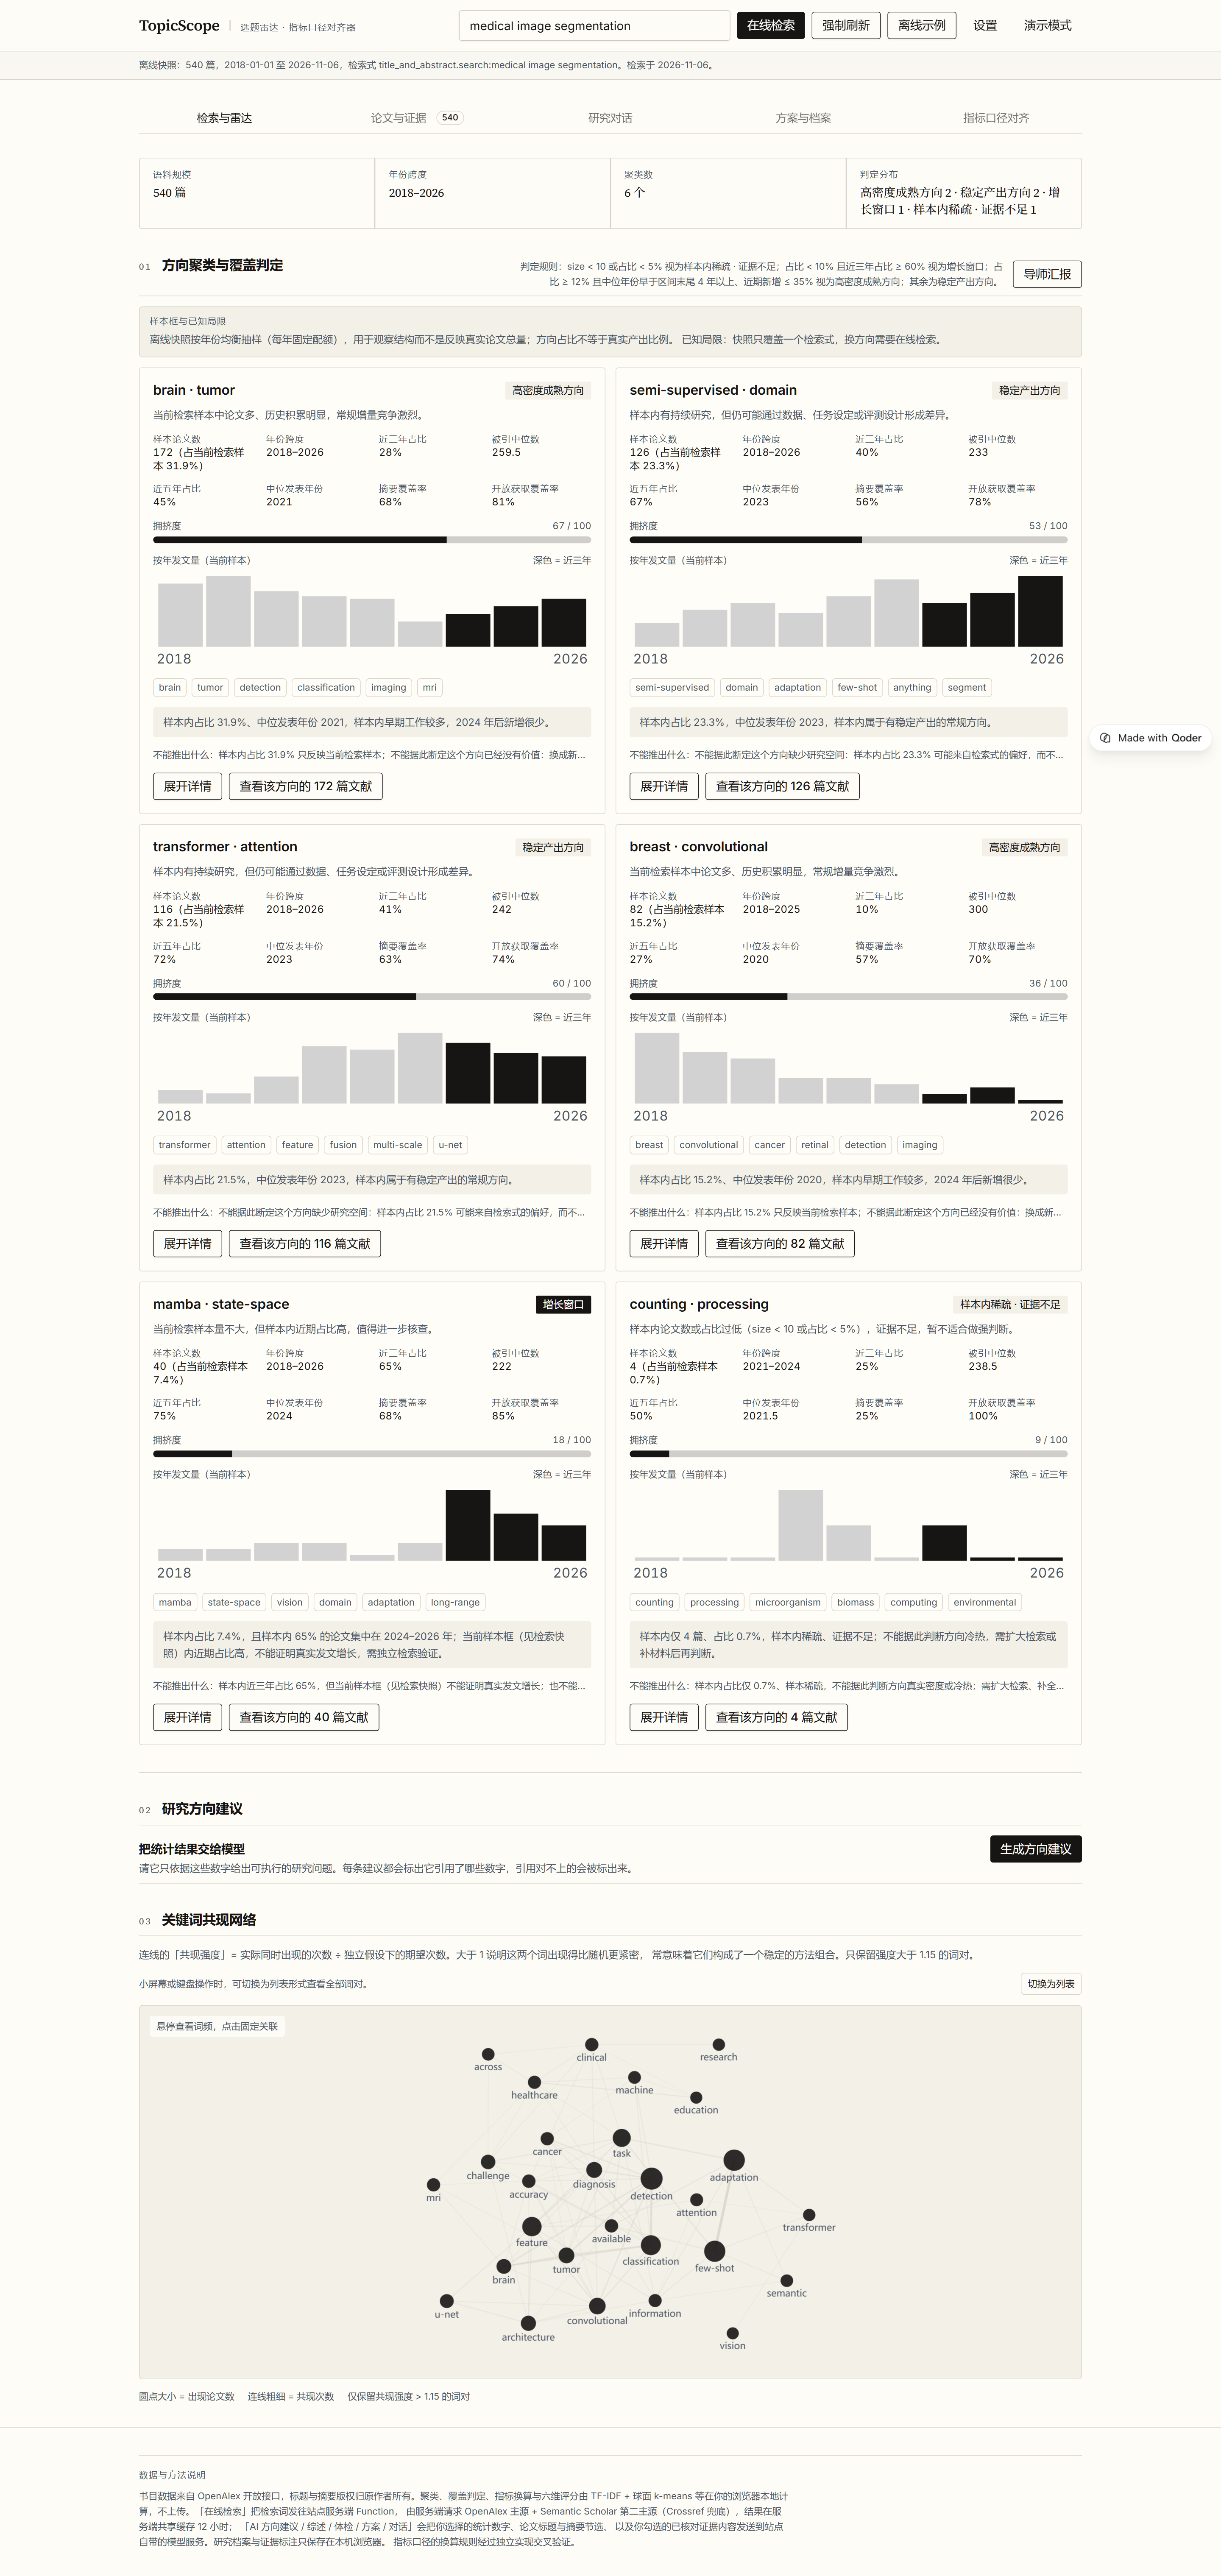 TopicScope
选题雷达 · 指标口径对齐器
medical image segmentation
在线检索
强制刷新
离线示例
设置
演示模式
离线快照：540 篇，2018-01-01 至 2026-11-06，检索式 title_and_abstract.search:medical image segmentation。检索于 2026-11-06。
检索与雷达
论文与证据 540
研究对话
方案与档案
指标口径对齐
语料规模
540 篇
年份跨度
2018–2026
聚类数
6 个
判定分布
高密度成熟方向 2 · 稳定产出方向 2 · 增
长窗口 1 · 样本内稀疏 · 证据不足 1
01 方向聚类与覆盖判定
判定规则：size < 10 或占比 < 5% 视为样本内稀疏 · 证据不足；占比 < 10% 且近三年占比 ≥ 60% 视为增长窗口；占
比 ≥ 12% 且中位年份早于区间末尾 4 年以上、近期新增 ≤ 35% 视为高密度成熟方向；其余为稳定产出方向。
导师汇报
样本框与已知局限
离线快照按年份均衡抽样（每年固定配额），用于观察结构而不是反映真实论文总量；方向占比不等于真实产出比例。 已知局限：快照只覆盖一个检索式，换方向需要在线检索。
brain · tumor
高密度成熟方向
当前检索样本中论文多、历史积累明显，常规增量竞争激烈。
样本论文数
172（占当前检索样
本 31.9%）
年份跨度
2018–2026
近三年占比
28%
被引中位数
259.5
近五年占比
45%
中位发表年份
2021
摘要覆盖率
68%
开放获取覆盖率
81%
拥挤度
67 / 100
按年发文量（当前样本）
深色 = 近三年
2018
2026
brain
tumor
detection
classification
imaging
mri
样本内占比 31.9%、中位发表年份 2021，样本内早期工作较多，2024 年后新增很少。
不能推出什么：样本内占比 31.9% 只反映当前检索样本；不能据此断定这个方向已经没有价值：换成新...
展开详情
查看该方向的 172 篇文献
semi-supervised · domain
稳定产出方向
样本内有持续研究，但仍可能通过数据、任务设定或评测设计形成差异。
样本论文数
126（占当前检索样
本 23.3%）
年份跨度
2018–2026
近三年占比
40%
被引中位数
233
近五年占比
67%
中位发表年份
2023
摘要覆盖率
56%
开放获取覆盖率
78%
拥挤度
53 / 100
按年发文量（当前样本）
深色 = 近三年
2018
2026
semi-supervised
domain
adaptation
few-shot
anything
segment
样本内占比 23.3%，中位发表年份 2023，样本内属于有稳定产出的常规方向。
不能推出什么：不能据此断定这个方向缺少研究空间：样本内占比 23.3% 可能来自检索式的偏好，而不...
展开详情
查看该方向的 126 篇文献
Made with Qoder
transformer · attention
稳定产出方向
样本内有持续研究，但仍可能通过数据、任务设定或评测设计形成差异。
样本论文数
116（占当前检索样
本 21.5%）
年份跨度
2018–2026
近三年占比
41%
被引中位数
242
近五年占比
72%
中位发表年份
2023
摘要覆盖率
63%
开放获取覆盖率
74%
拥挤度
60 / 100
按年发文量（当前样本）
深色 = 近三年
2018
2026
transformer
attention
feature
fusion
multi-scale
u-net
样本内占比 21.5%，中位发表年份 2023，样本内属于有稳定产出的常规方向。
不能推出什么：不能据此断定这个方向缺少研究空间：样本内占比 21.5% 可能来自检索式的偏好，而不...
展开详情
查看该方向的 116 篇文献
breast · convolutional
高密度成熟方向
当前检索样本中论文多、历史积累明显，常规增量竞争激烈。
样本论文数
82（占当前检索样本
15.2%）
年份跨度
2018–2025
近三年占比
10%
被引中位数
300
近五年占比
27%
中位发表年份
2020
摘要覆盖率
57%
开放获取覆盖率
70%
拥挤度
36 / 100
按年发文量（当前样本）
深色 = 近三年
2018
2026
breast
convolutional
cancer
retinal
detection
imaging
样本内占比 15.2%、中位发表年份 2020，样本内早期工作较多，2024 年后新增很少。
不能推出什么：样本内占比 15.2% 只反映当前检索样本；不能据此断定这个方向已经没有价值：换成新...
展开详情
查看该方向的 82 篇文献
mamba · state-space
增长窗口
当前检索样本量不大，但样本内近期占比高，值得进一步核查。
样本论文数
40（占当前检索样本
7.4%）
年份跨度
2018–2026
近三年占比
65%
被引中位数
222
近五年占比
75%
中位发表年份
2024
摘要覆盖率
68%
开放获取覆盖率
85%
拥挤度
18 / 100
按年发文量（当前样本）
深色 = 近三年
2018
2026
mamba
state-space
vision
domain
adaptation
long-range
样本内占比 7.4%，且样本内 65% 的论文集中在 2024–2026 年；当前样本框（见检索快
照）内近期占比高，不能证明真实发文增长，需独立检索验证。
不能推出什么：样本内近三年占比 65%，但当前样本框（见检索快照）不能证明真实发文增长；也不能...
展开详情
查看该方向的 40 篇文献
counting · processing
样本内稀疏 · 证据不足
样本内论文数或占比过低（size < 10 或占比 < 5%），证据不足，暂不适合做强判断。
样本论文数
4（占当前检索样本
0.7%）
年份跨度
2021–2024
近三年占比
25%
被引中位数
238.5
近五年占比
50%
中位发表年份
2021.5
摘要覆盖率
25%
开放获取覆盖率
100%
拥挤度
9 / 100
按年发文量（当前样本）
深色 = 近三年
2018
2026
counting
processing
microorganism
biomass
computing
environmental
样本内仅 4 篇、占比 0.7%，样本内稀疏、证据不足；不能据此判断方向冷热，需扩大检索或
补材料后再判断。
不能推出什么：样本内占比仅 0.7%、样本稀疏，不能据此判断方向真实密度或冷热；需扩大检索、补全...
展开详情
查看该方向的 4 篇文献
02 研究方向建议
把统计结果交给模型
请它只依据这些数字给出可执行的研究问题。每条建议都会标出它引用了哪些数字，引用对不上的会被标出来。
生成方向建议
03 关键词共现网络
连线的「共现强度」= 实际同时出现的次数 ÷ 独立假设下的期望次数。大于 1 说明这两个词出现得比随机更紧密， 常意味着它们构成了一个稳定的方法组合。只保留强度大于 1.15 的词对。
小屏幕或键盘操作时，可切换为列表形式查看全部词对。
切换为列表
悬停查看词频，点击固定关联
across
clinical
research
healthcare
machine
education
cancer
task
challenge
diagnosis
adaptation
mri
accuracy
detection
attention
transformer
feature
available
classification
brain
tumor
few-shot
semantic
u-net
convolutional
information
architecture
vision
圆点大小 = 出现论文数
连线粗细 = 共现次数
仅保留共现强度 > 1.15 的词对
数据与方法说明
书目数据来自 OpenAlex 开放接口，标题与摘要版权归原作者所有。聚类、覆盖判定、指标换算与六维评分由 TF-IDF + 球面 k-means 等在你的浏览器本地计
算，不上传。「在线检索」把检索词发往站点服务端 Function， 由服务端请求 OpenAlex 主源 + Semantic Scholar 第二主源（Crossref 兜底），结果在服
务端共享缓存 12 小时； 「AI 方向建议 / 综述 / 体检 / 方案 / 对话」会把你选择的统计数字、论文标题与摘要节选、 以及你勾选的已核对证据内容发送到站点
自带的模型服务。研究档案与证据标注只保存在本机浏览器。 指标口径的换算规则经过独立实现交叉验证。